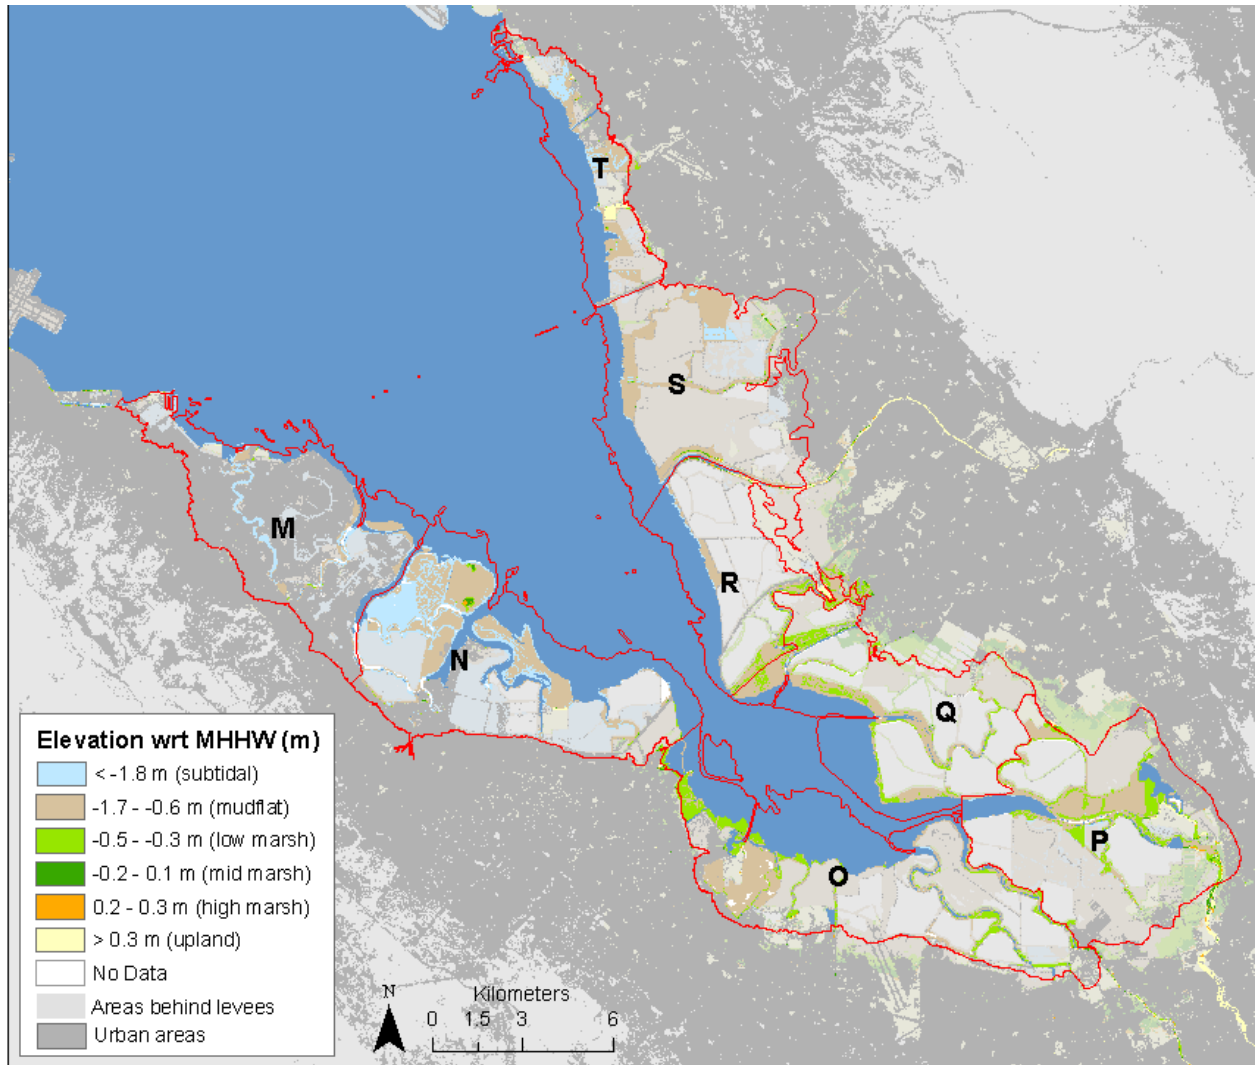 T
S
M
R
N
Q
P
O
Elevation wrt MHHW (m)
< -1.8 m (subtidal)
-1.7 - -0.6 m (mudflat)
-0.5 - -0.3 m (low marsh)
-0.2 - 0.1 m (mid marsh)
0.2 - 0.3 m (high marsh)
> 0.3 m (upland)
No Data
Areas behind levees
Urban areas
N
Kilometers
0 1.5 3 6